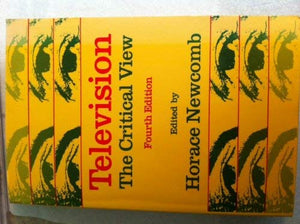 Television
The Critical View
Fourth Edition
Edited by
Horace Newcomb